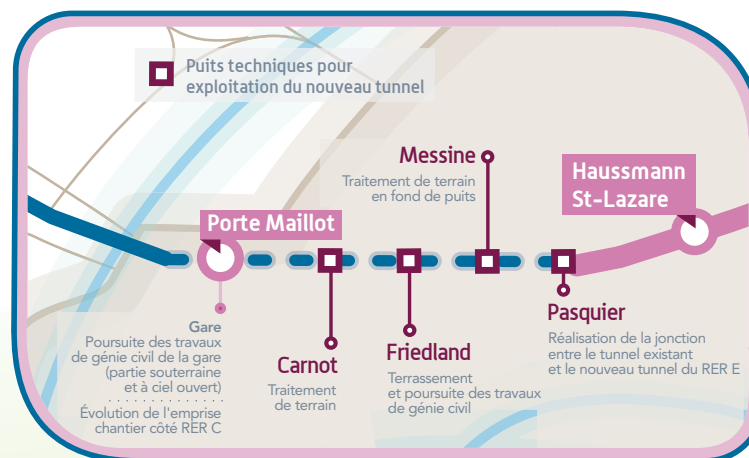 Puits techniques pour
exploitation du nouveau tunnel
Messine
Traitement de terrain
en fond de puits
Haussmann
St-Lazare
Porte Maillot
Gare
Poursuite des travaux
de génie civil de la gare
(partie souterraine
et à ciel ouvert)
Évolution de l'emprise
chantier côté RER C
Carnot
Traitement
de terrain
Friedland
Terrassement
et poursuite des travaux
de génie civil
Pasquier
Réalisation de la jonction
entre le tunnel existant
et le nouveau tunnel du RER E